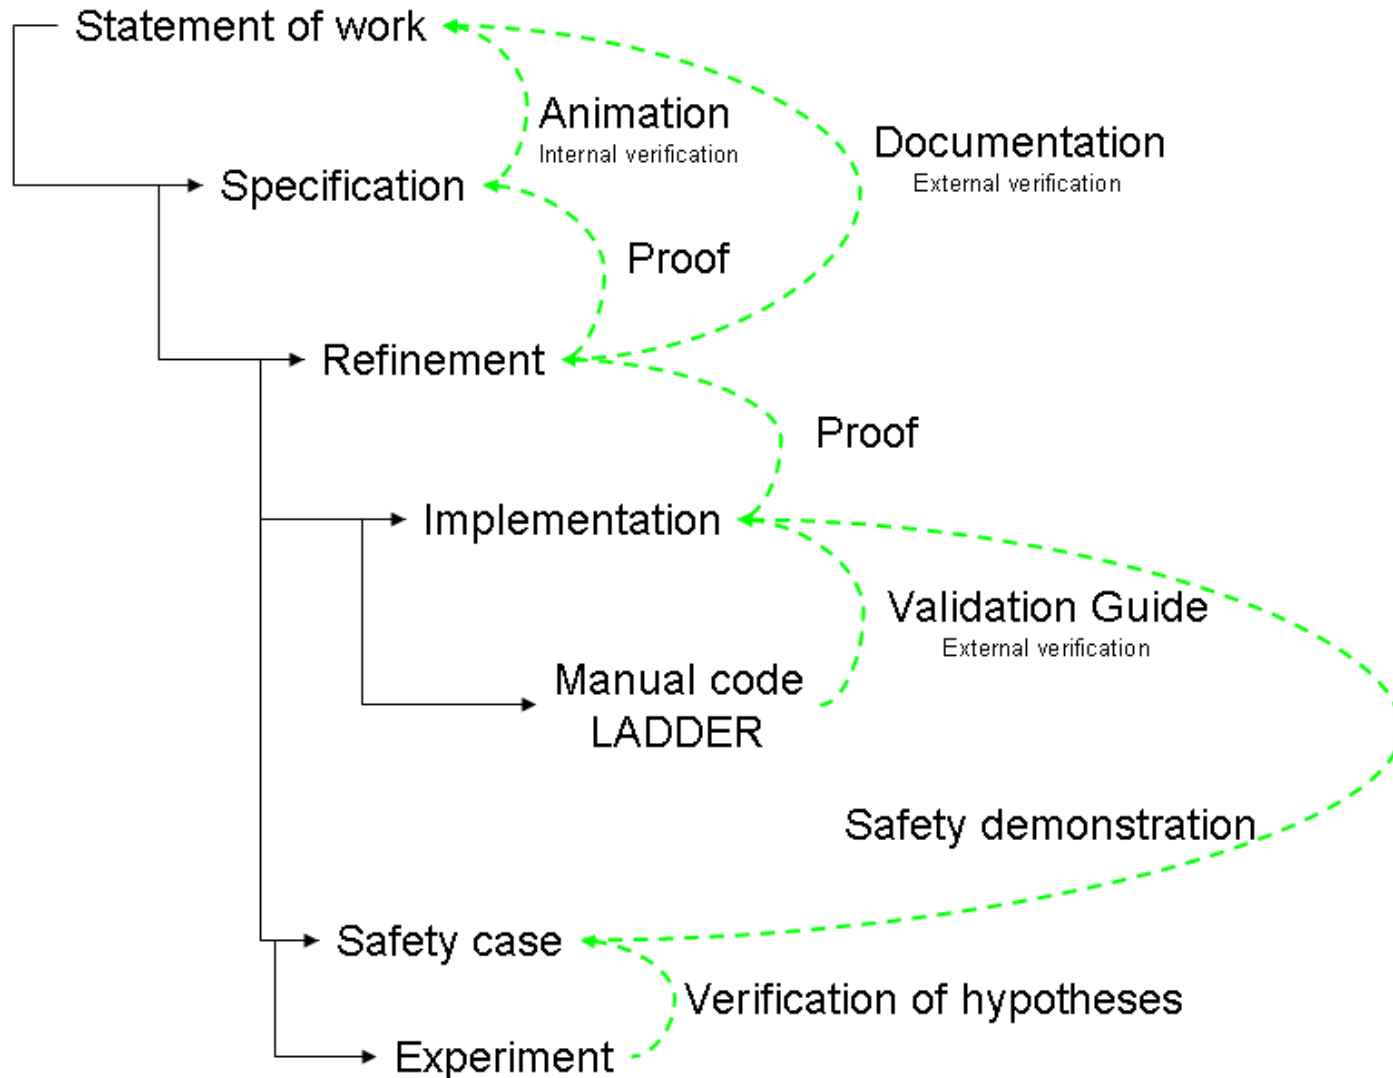 Statement of work
Animation
Internal verification
Documentation
External verification
Specification
Proof
Refinement
Proof
Implementation
Validation Guide
External verification
Manual code
LADDER
Safety demonstration
Safety case
Verification of hypotheses
Experiment